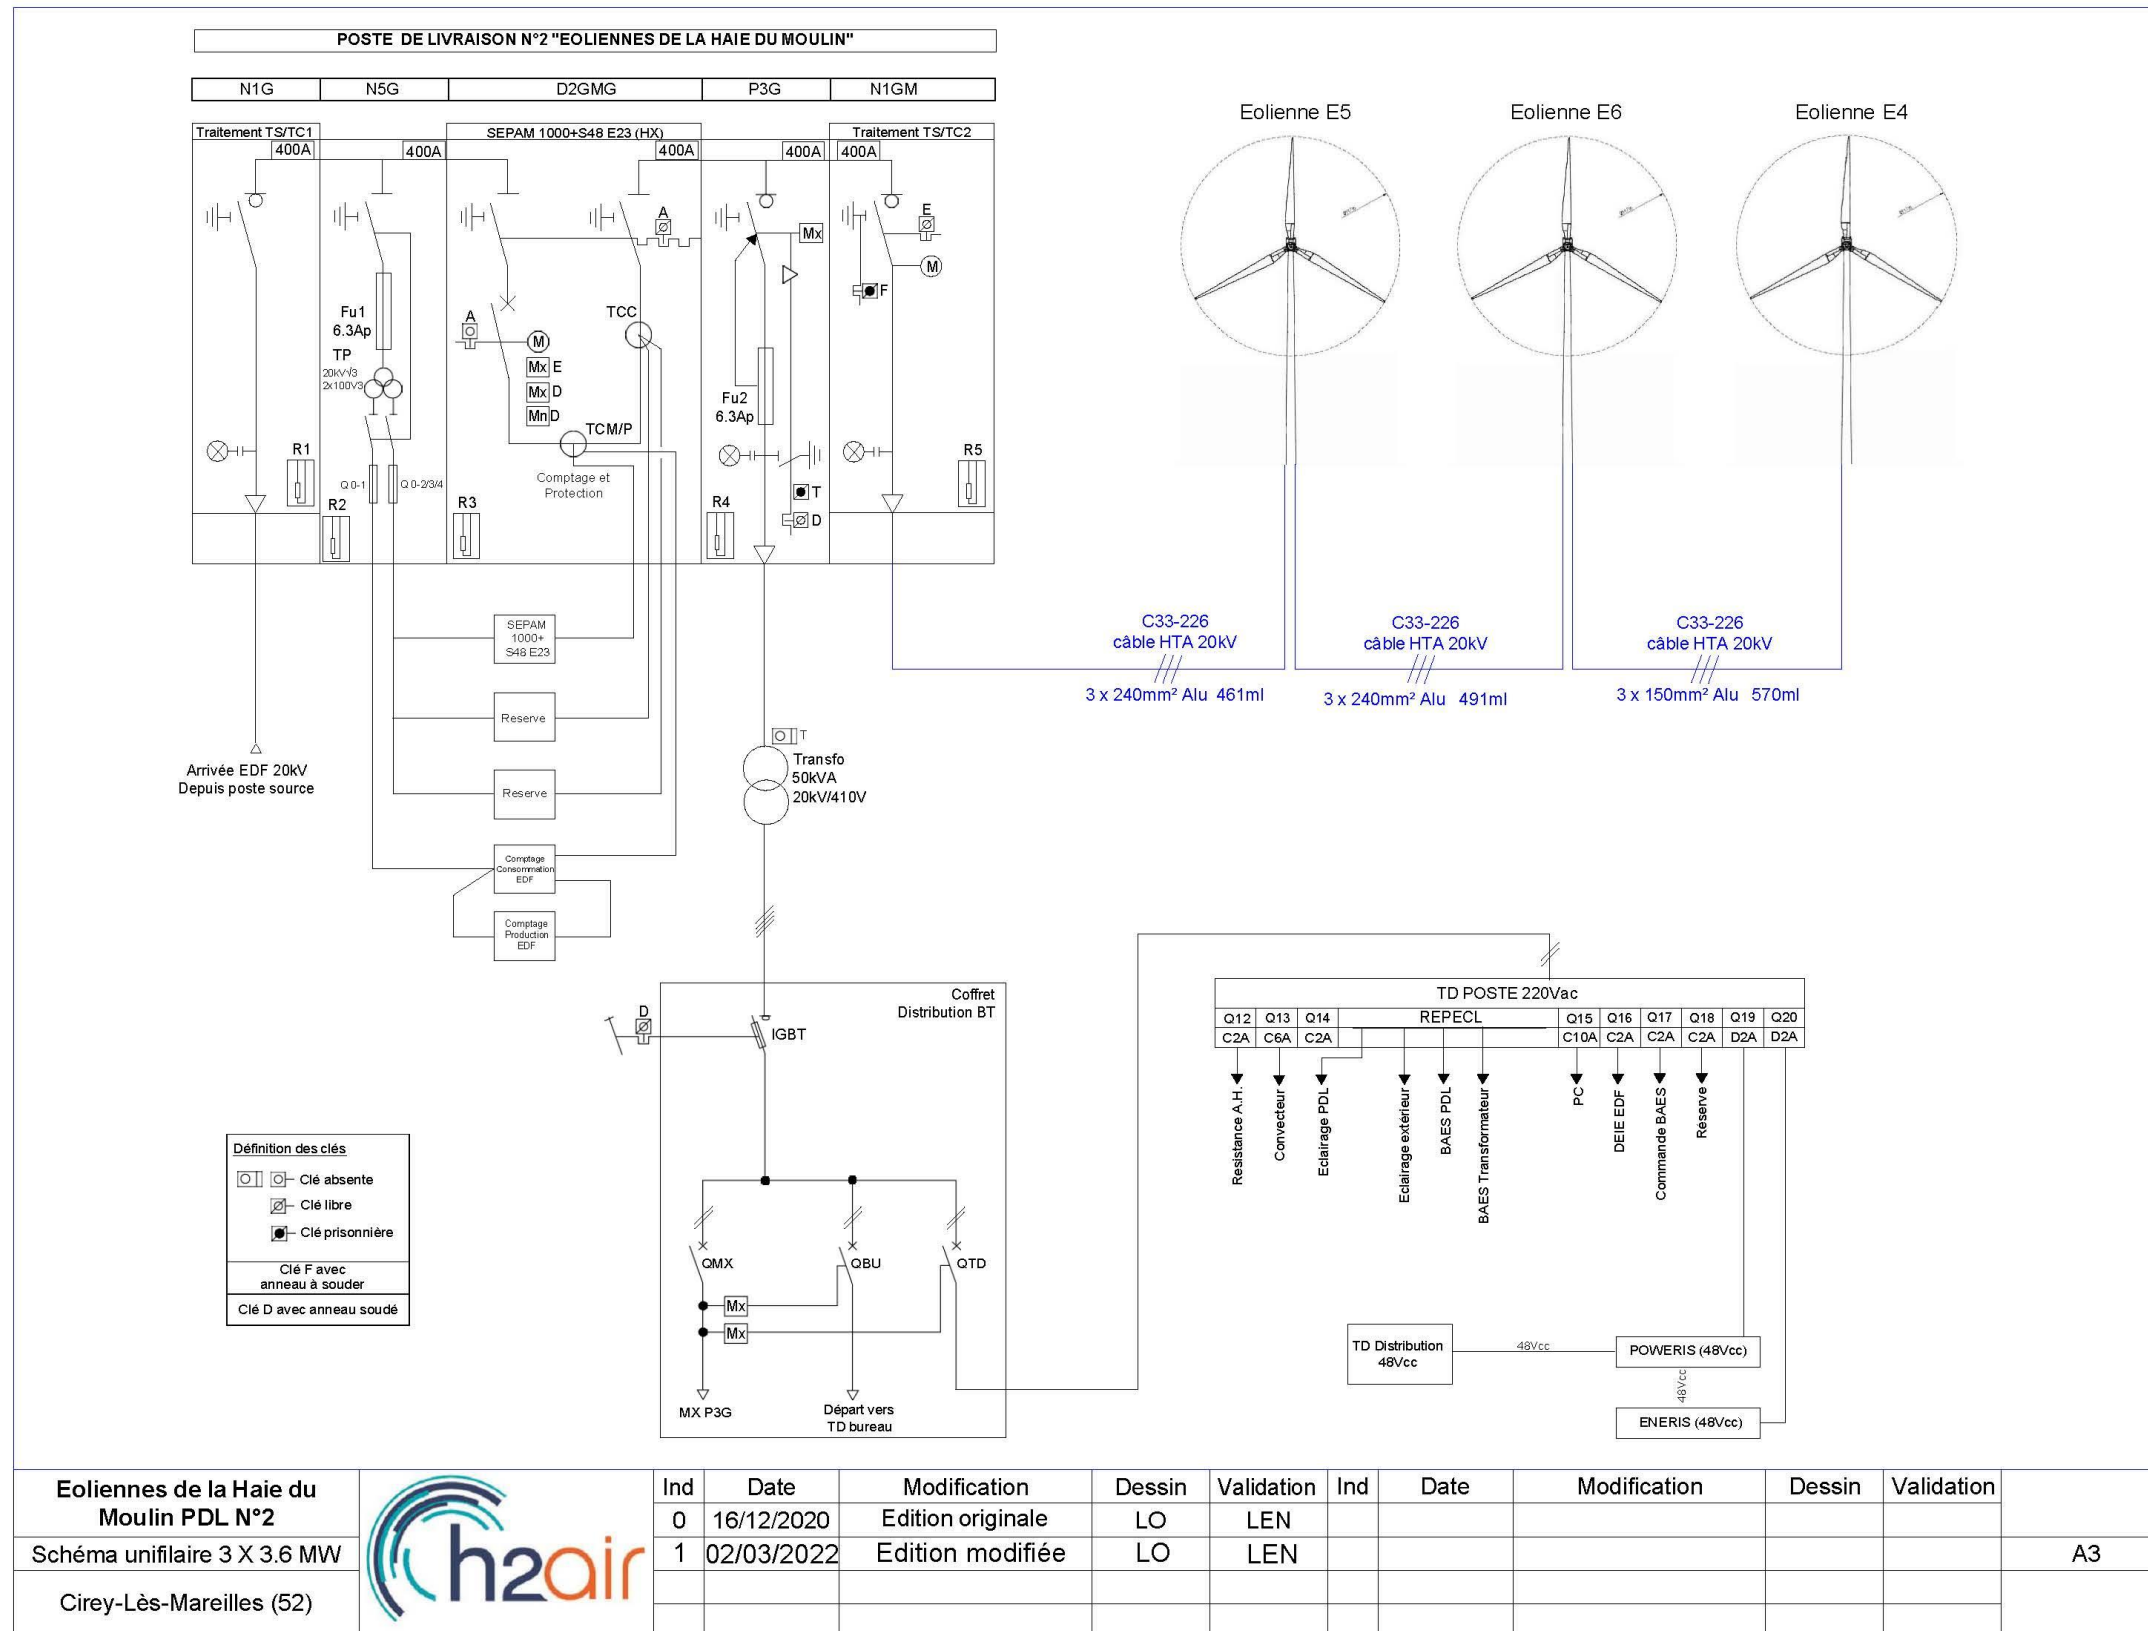 POSTE DE LIVRAISON N°2 "EOLIENNES DE LA HAIE DU MOULIN"
N1G N5G D2GMG P3G N1GM
Traitement TS/TC1 SEPAM 1000+S48 E23 (HX) Traitement TS/TC2
400A 400A 400A 400A 400A
Eolienne E5 Eolienne E6 Eolienne E4
A E
Mx
M
F
Fu1
6.3Ap
TP
20kV√3
2x100V3
A
M
Mx E
Mx D
Mn D
TCC
TCM/P
Comptage et
Protection
Fu2
6.3Ap
R1
Q 0-1 Q 0-2/3/4
R2
R3
R4
R5
T
D
SEPAM
1000+
S48 E23
Reserve
Reserve
Comptage
Consommation
EDF
Comptage
Production
EDF
Arrivée EDF 20kV
Depuis poste source
T
Transfo
50kVA
20kV/410V
C33-226
câble HTA 20kV
3 x 240mm² Alu 461ml
C33-226
câble HTA 20kV
3 x 240mm² Alu 491ml
C33-226
câble HTA 20kV
3 x 150mm² Alu 570ml
Coffret
Distribution BT
D
IGBT
QMX QBU QTD
Mx
Mx
MX P3G
Départ vers
TD bureau
TD POSTE 220Vac
Q12 Q13 Q14 REPECL Q15 Q16 Q17 Q18 Q19 Q20
C2A C6A C2A C10A C2A C2A C2A D2A D2A
Resistance A.H.
Convecteur
Eclairage PDL
Eclairage extérieur
BAES PDL
BAES Transformateur
PC
DEIE EDF
Commande BAES
Réserve
TD Distribution
48Vcc
48Vcc
POWERIS (48Vcc)
48Vcc
ENERIS (48Vcc)
Définition des clés
Clé absente
Clé libre
Clé prisonnière
Clé F avec
anneau à souder
Clé D avec anneau soudé
Eoliennes de la Haie du
Moulin PDL N°2
Schéma unifilaire 3 X 3.6 MW
Cirey-Lès-Mareilles (52)
h2air
Ind Date Modification Dessin Validation Ind Date Modification Dessin Validation
0 16/12/2020 Edition originale LO LEN
1 02/03/2022 Edition modifiée LO LEN
A3